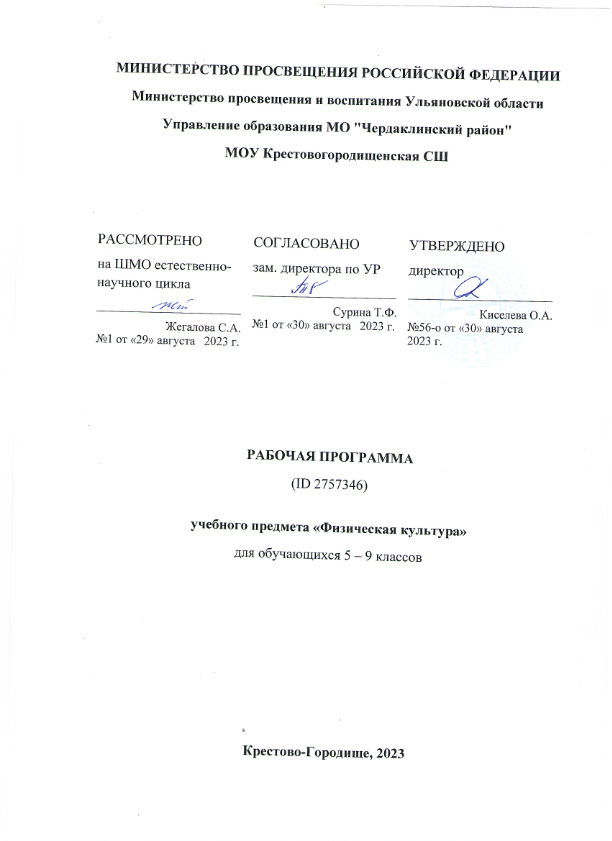 МИНИСТЕРСТВО ПРОСВЕЩЕНИЯ РОССИЙСКОЙ ФЕДЕРАЦИИ
Министерство просвещения и воспитания Ульяновской области
Управление образования МО "Чердаклинский район"
МОУ Крестовогородищенская СШ
РАССМОТРЕНО
на ШМО естественно-
научного цикла
Жегалова С.А.
№1 от «29» августа 2023 г.
СОГЛАСОВАНО
зам. директора по УР
Сурина Т.Ф.
№1 от «30» августа 2023 г.
УТВЕРЖДЕНО
директор
Киселева О.А.
№56-о от «30» августа
2023 г.
РАБОЧАЯ ПРОГРАММА
(ID 2757346)
учебного предмета «Физическая культура»
для обучающихся 5 – 9 классов
Крестово-Городище, 2023